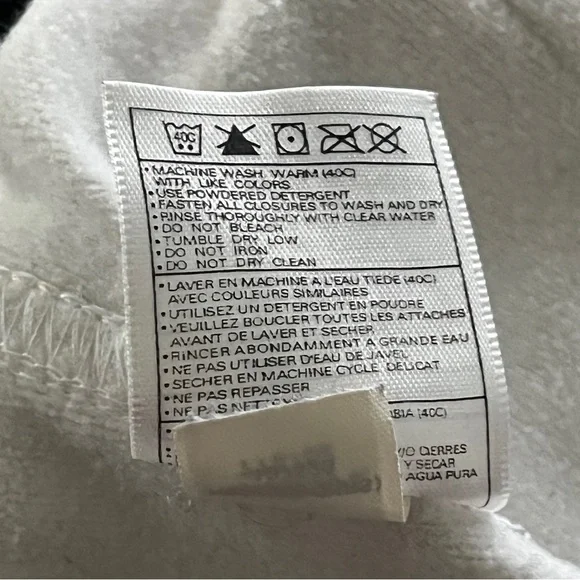 40C
• MACHINE WASH WARM (40C)
WITH LIKE COLORS
• USE POWDERED DETERGENT
• FASTEN ALL CLOSURES TO WASH AND DRY
• RINSE THOROUGHLY WITH CLEAR WATER
• DO NOT BLEACH
• TUMBLE DRY LOW
• DO NOT IRON
• DO NOT DRY CLEAN
• LAVER EN MACHINE A L'EAU TIEDE (40C)
AVEC COULEURS SIMILAIRES
• UTILISEZ UN DETERGENT EN POUDRE
• VEUILLEZ BOUCLER TOUTES LES ATTACHES
AVANT DE LAVER ET SECHER
• RINCER ABONDAMMENT A GRANDE EAU
• NE PAS UTILISER D'EAU DE JAVEL
• SECHER EN MACHINE CYCLE DELICAT
• NE PAS REPASSER
• NE PAS
(40C)
CIERRES
Y SECAR
AGUA PURA